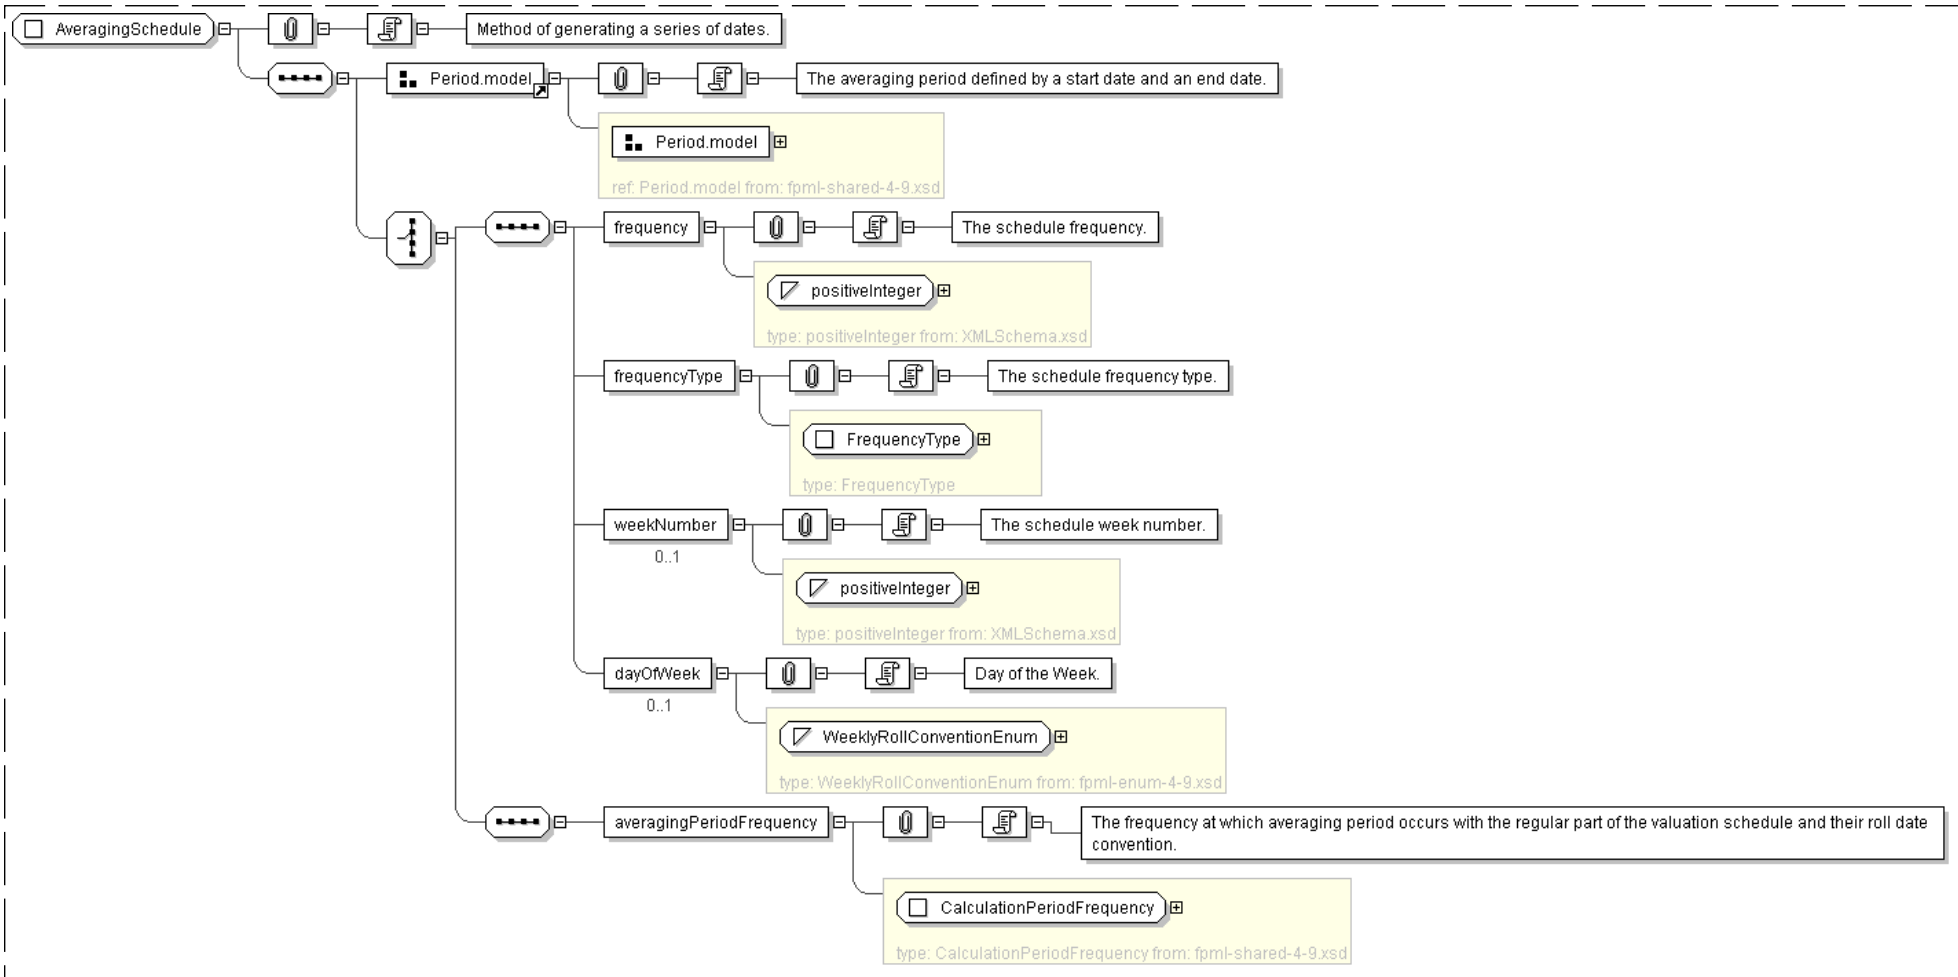 AveragingSchedule
Method of generating a series of dates.
Period.model
The averaging period defined by a start date and an end date.
Period.model
ref: Period.model from: fpml-shared-4-9.xsd
frequency
The schedule frequency.
positiveInteger
type: positiveInteger from: XMLSchema.xsd
frequencyType
The schedule frequency type.
FrequencyType
type: FrequencyType
weekNumber
The schedule week number.
0..1
positiveInteger
type: positiveInteger from: XMLSchema.xsd
dayOfWeek
Day of the Week.
0..1
WeeklyRollConventionEnum
type: WeeklyRollConventionEnum from: fpml-enum-4-9.xsd
averagingPeriodFrequency
The frequency at which averaging period occurs with the regular part of the valuation schedule and their roll date
convention.
CalculationPeriodFrequency
type: CalculationPeriodFrequency from: fpml-shared-4-9.xsd